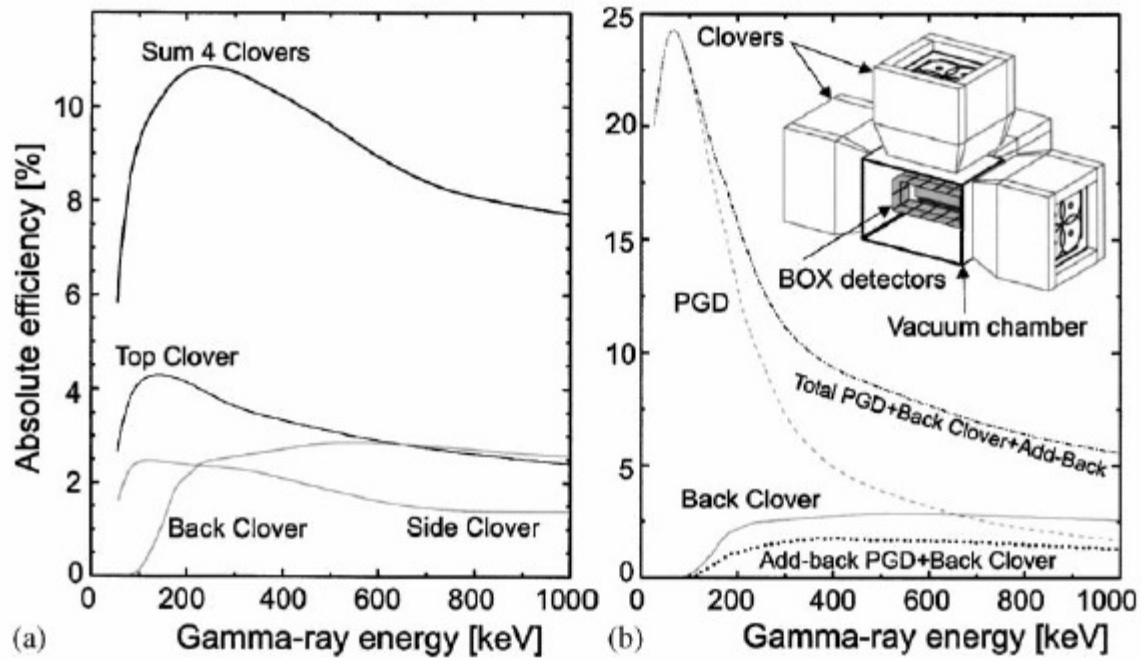 Absolute efficiency [%]
10
8
6
4
2
0
Sum 4 Clovers
Top Clover
Back Clover
Side Clover
0 200 400 600 800 1000
(a)
Gamma-ray energy [keV]
25
20
15
10
5
0
Clovers
BOX detectors
Vacuum chamber
PGD
Total PGD+Back Clover+Add-Back
Back Clover
Add-back PGD+Back Clover
200 400 600 800 1000
(b)
Gamma-ray energy [keV]